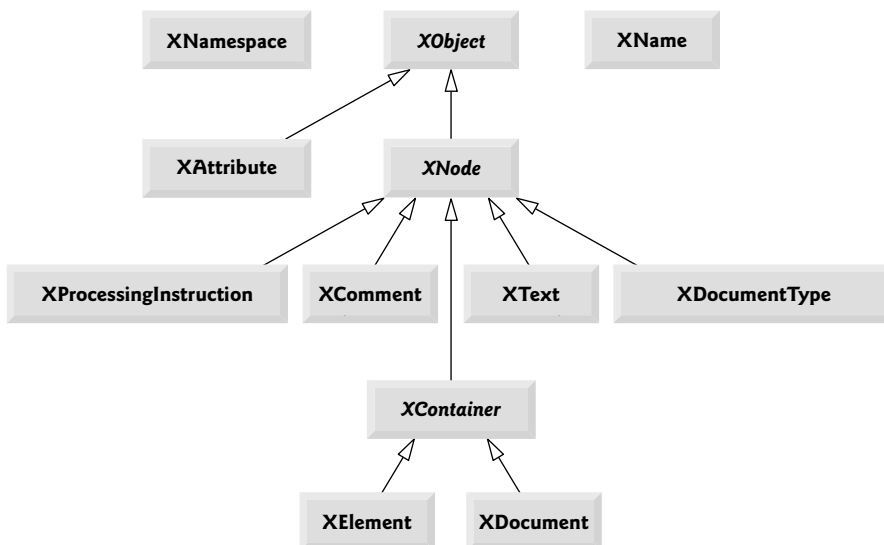 XNamespace
XObject
XName
XAttribute
XNode
XProcessingInstruction
XComment
XText
XDocumentType
XContainer
XElement
XDocument